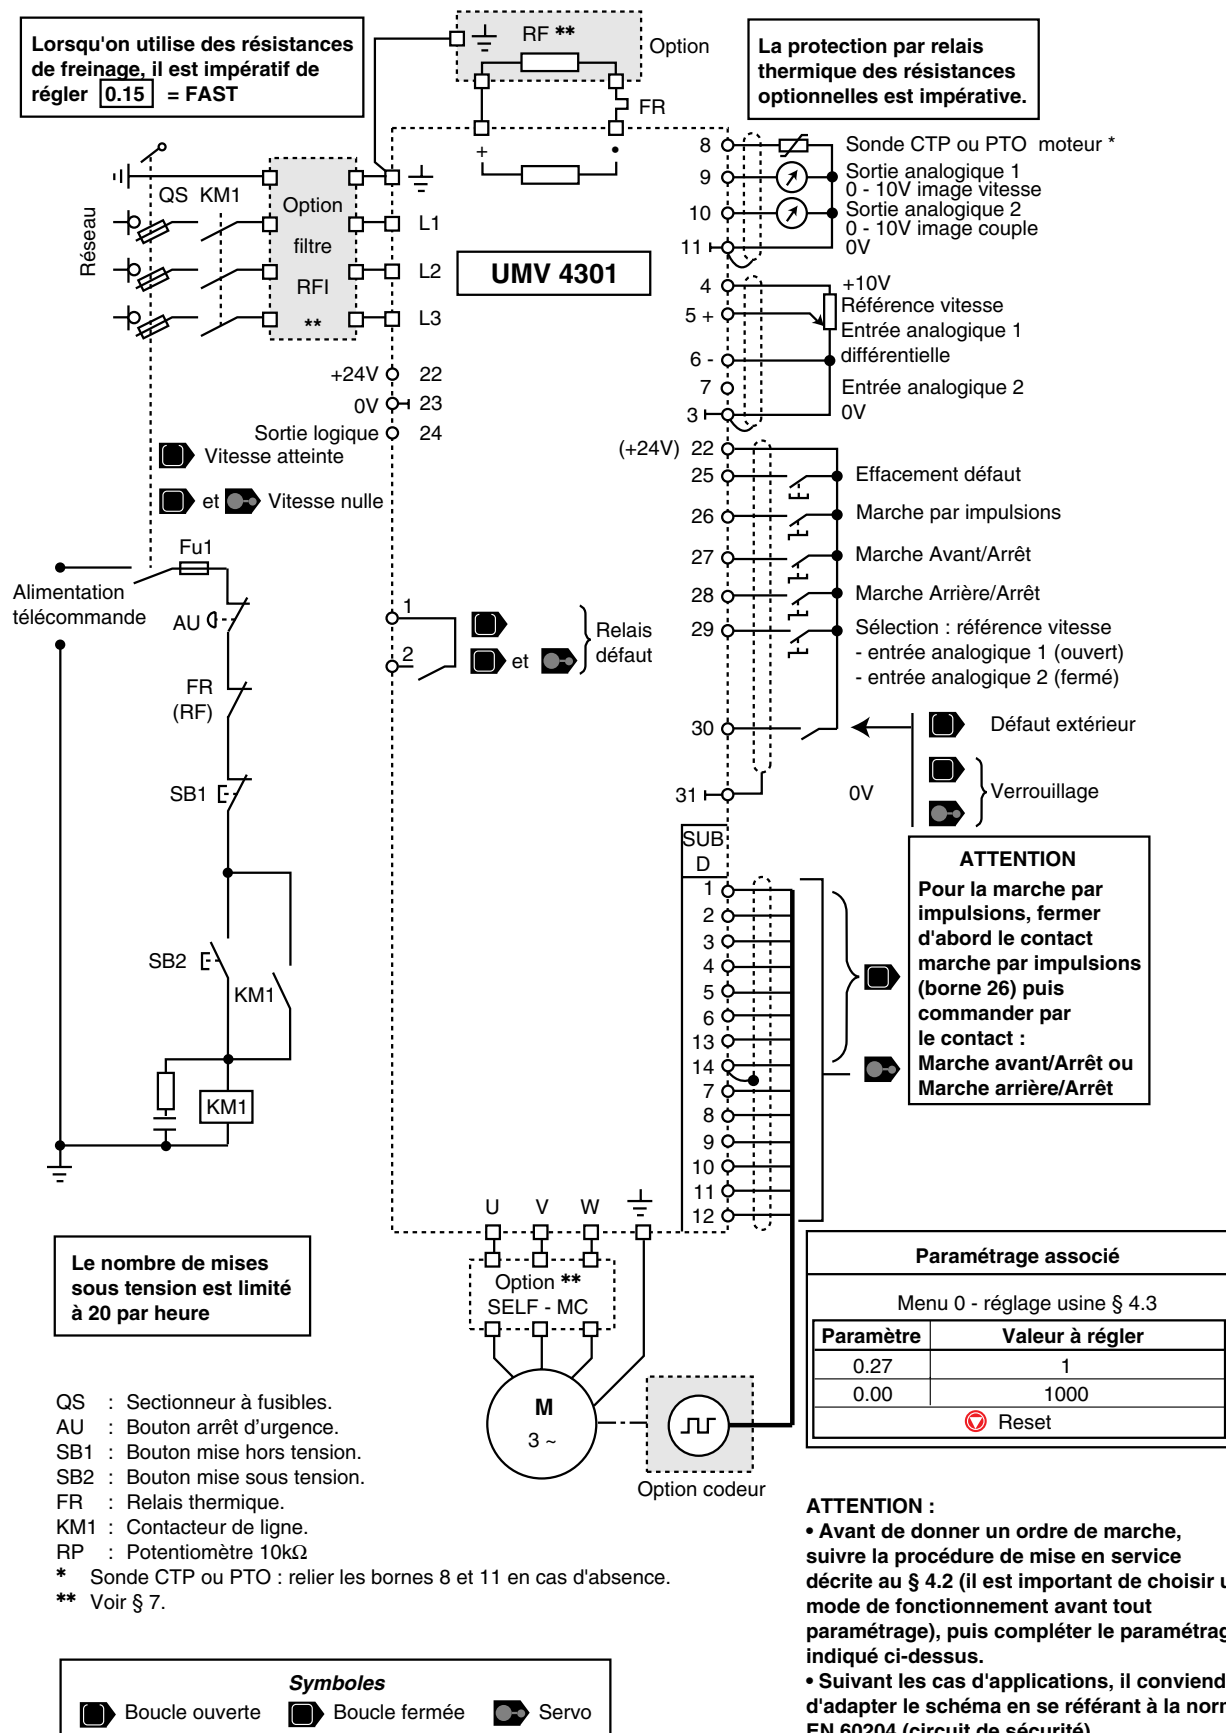 Lorsqu'on utilise des résistances
de freinage, il est impératif de
régler 0.15 = FAST
RF **
Option
FR
La protection par relais
thermique des résistances
optionnelles est impérative.
+
Réseau
QS KM1
Option
filtre
RFI
**
L1
L2
L3
UMV 4301
8 Sonde CTP ou PTO moteur *
9 Sortie analogique 1
0 - 10V image vitesse
10 Sortie analogique 2
0 - 10V image couple
11 0V
4 +10V
5 + Référence vitesse
Entrée analogique 1
6 - différentielle
7 Entrée analogique 2
3 0V
+24V 22
0V 23
Sortie logique 24
Vitesse atteinte
et Vitesse nulle
(+24V) 22
25 Effacement défaut
26 Marche par impulsions
27 Marche Avant/Arrêt
28 Marche Arrière/Arrêt
29 Sélection : référence vitesse
- entrée analogique 1 (ouvert)
- entrée analogique 2 (fermé)
30 Défaut extérieur
31 0V Verrouillage
Fu1
Alimentation
télécommande
AU
FR
(RF)
SB1
SB2
KM1
KM1
1
2
et
Relais
défaut
SUB
D
1
2
3
4
5
6
13
14
7
8
9
10
11
12
ATTENTION
Pour la marche par
impulsions, fermer
d'abord le contact
marche par impulsions
(borne 26) puis
commander par
le contact :
Marche avant/Arrêt ou
Marche arrière/Arrêt
U V W
Option **
SELF - MC
M
3 ~
Option codeur
Le nombre de mises
sous tension est limité
à 20 par heure
Paramétrage associé
Menu 0 - réglage usine § 4.3
Paramètre Valeur à régler
0.27 1
0.00 1000
Reset
QS : Sectionneur à fusibles.
AU : Bouton arrêt d'urgence.
SB1 : Bouton mise hors tension.
SB2 : Bouton mise sous tension.
FR : Relais thermique.
KM1 : Contacteur de ligne.
RP : Potentiomètre 10kΩ
* Sonde CTP ou PTO : relier les bornes 8 et 11 en cas d'absence.
** Voir § 7.
ATTENTION :
• Avant de donner un ordre de marche,
suivre la procédure de mise en service
décrite au § 4.2 (il est important de choisir
mode de fonctionnement avant tout
paramétrage), puis compléter le
indiqué ci-dessus.
• Suivant les cas d'applications, il
d'adapter le schéma en se référant à la
EN 60204 (circuit de sécurité)
Symboles
Boucle ouverte Boucle fermée Servo